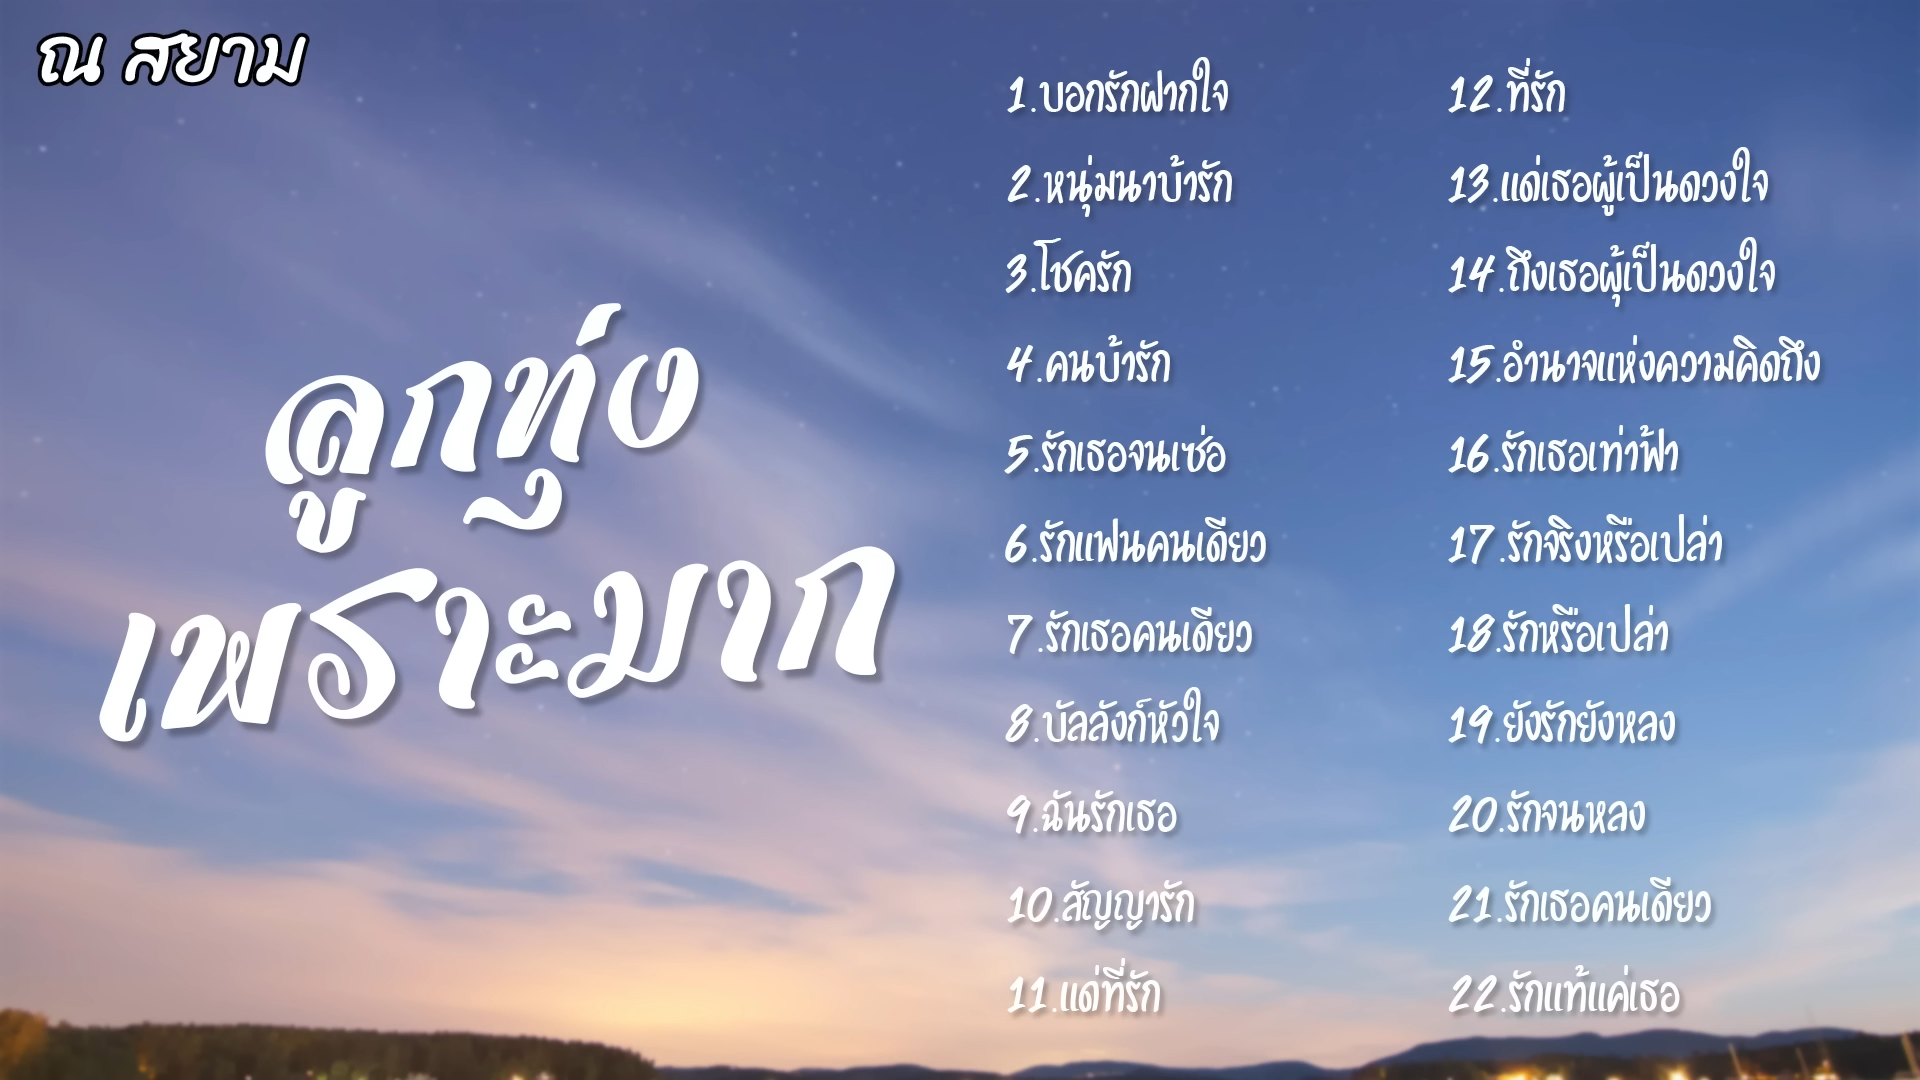 ณ สยาม
ลูกทุ่ง
เพราะมาก
1.บอกรักฝากใจ
2.หนุ่มนาบ้ารัก
3.โชครัก
4.คนบ้ารัก
5.รักเธอจนเซ่อ
6.รักแฟนคนเดียว
7.รักเธอคนเดียว
8.บัลลังก์หัวใจ
9.ฉันรักเธอ
10.สัญญารัก
11.แด่ที่รัก
12.ที่รัก
13.แด่เธอผู้เป็นดวงใจ
14.ถึงเธอผุ้เป็นดวงใจ
15.อำนาจแห่งความคิดถึง
16.รักเธอเท่าฟ้า
17.รักจริงหรือเปล่า
18.รักหรือเปล่า
19.ยังรักยังหลง
20.รักจนหลง
21.รักเธอคนเดียว
22.รักแท้แค่เธอ